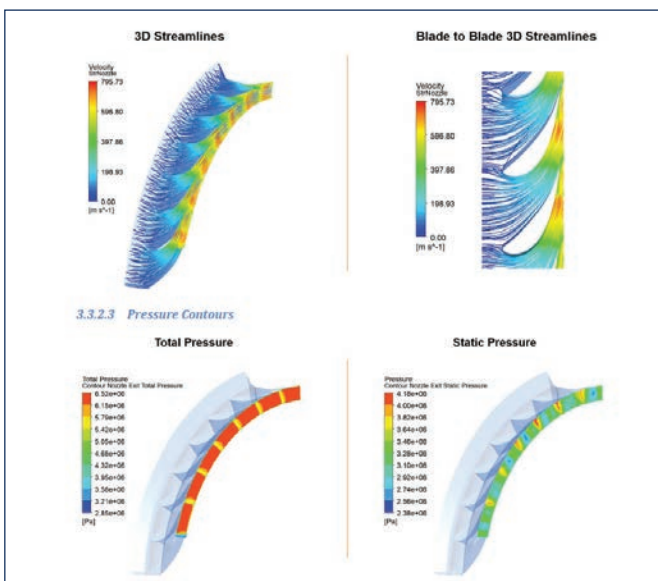 3D Streamlines
Velocity
StrNozzle
795.73
596.80
397.86
198.93
0.00
[m s^-1]
Blade to Blade 3D Streamlines
Velocity
StrNozzle
795.73
596.80
397.86
198.93
0.00
[m s^-1]
3.3.2.3 Pressure Contours
Total Pressure
Total Pressure
Contour Nozzle Exit Total Pressure
6.52e+06
6.15e+06
5.79e+06
5.42e+06
5.05e+06
4.68e+06
4.32e+06
3.95e+06
3.58e+06
3.21e+06
2.85e+06
[Pa]
Static Pressure
Pressure
Contour Nozzle Exit Static Pressure
4.18e+06
4.00e+06
3.82e+06
3.64e+06
3.46e+06
3.28e+06
3.10e+06
2.92e+06
2.74e+06
2.56e+06
2.38e+06
[Pa]